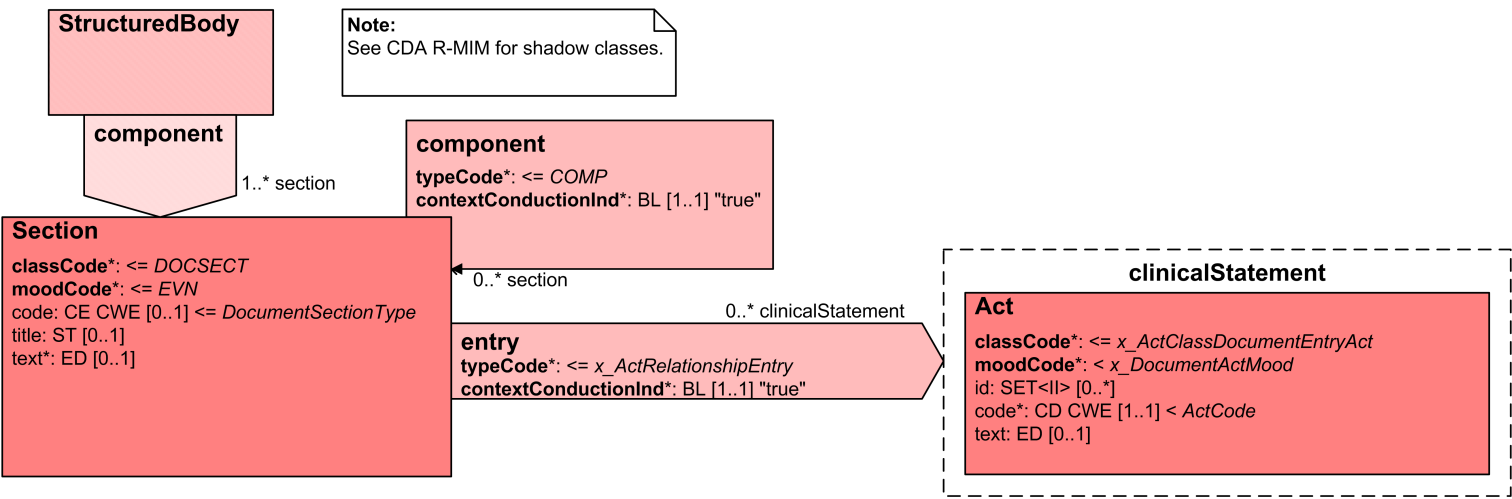 StructuredBody
Note:
See CDA R-MIM for shadow classes.
component
1..* section
component
typeCode*: <= COMP
contextConductionInd*: BL [1..1] "true"
0..* section
Section
classCode*: <= DOCSECT
moodCode*: <= EVN
code: CE CWE [0..1] <= DocumentSectionType
title: ST [0..1]
text*: ED [0..1]
0..* clinicalStatement
entry
typeCode*: <= x_ActRelationshipEntry
contextConductionInd*: BL [1..1] "true"
clinicalStatement
Act
classCode*: <= x_ActClassDocumentEntryAct
moodCode*: < x_DocumentActMood
id: SET<II> [0..*]
code*: CD CWE [1..1] < ActCode
text: ED [0..1]